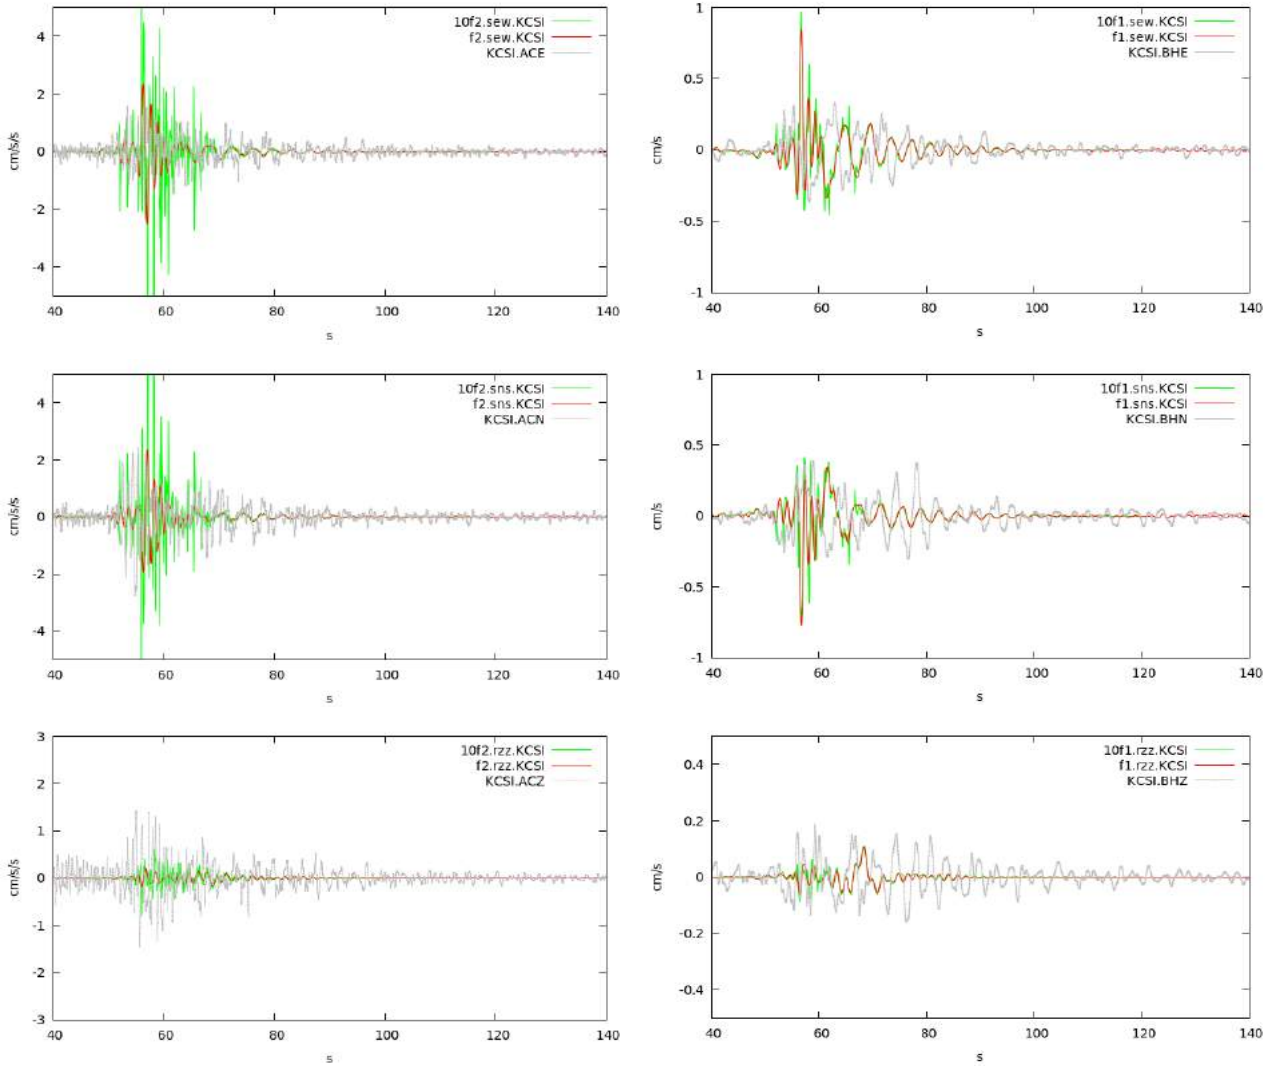 10f2.sew.KCSI
f2.sew.KCSI
KCSI.ACE
4
2
0
-2
-4
cm/s/s
40 60 80 100 120 140
s
10f1.sew.KCSI
f1.sew.KCSI
KCSI.BHE
1
0.5
0
-0.5
-1
cm/s
40 60 80 100 120 140
s
10f2.sns.KCSI
f2.sns.KCSI
KCSI.ACN
4
2
0
-2
-4
cm/s/s
40 60 80 100 120 140
s
10f1.sns.KCSI
f1.sns.KCSI
KCSI.BHN
1
0.5
0
-0.5
-1
cm/s
40 60 80 100 120 140
s
10f2.rzz.KCSI
f2.rzz.KCSI
KCSI.ACZ
3
2
1
0
-1
-2
-3
cm/s/s
40 60 80 100 120 140
s
10f1.rzz.KCSI
f1.rzz.KCSI
KCSI.BHZ
0.4
0.2
0
-0.2
-0.4
cm/s
40 60 80 100 120 140
s